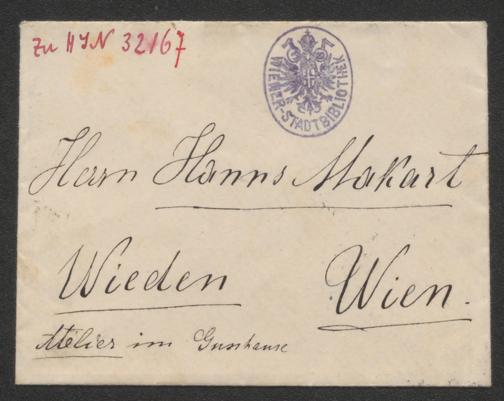 Zu HIN 32167
WIENER-STADTBIBLIOTHEK
Herrn Hanns Makart
Wieden Wien.
Atelier im Gusshause